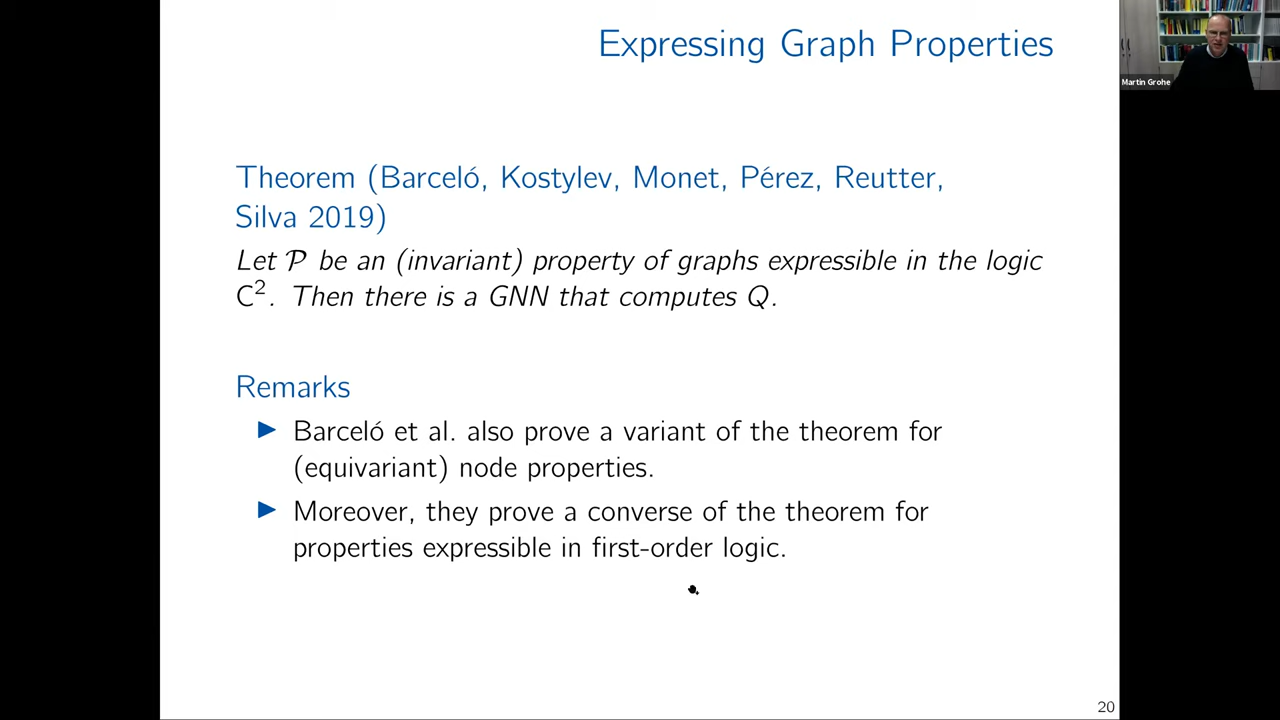 Expressing Graph Properties
Martin Grohe
Theorem (Barceló, Kostylev, Monet, Pérez, Reutter,
Silva 2019)
Let 𝒫 be an (invariant) property of graphs expressible in the logic
C². Then there is a GNN that computes Q.
Remarks
▶ Barceló et al. also prove a variant of the theorem for
(equivariant) node properties.
▶ Moreover, they prove a converse of the theorem for
properties expressible in first-order logic.
20